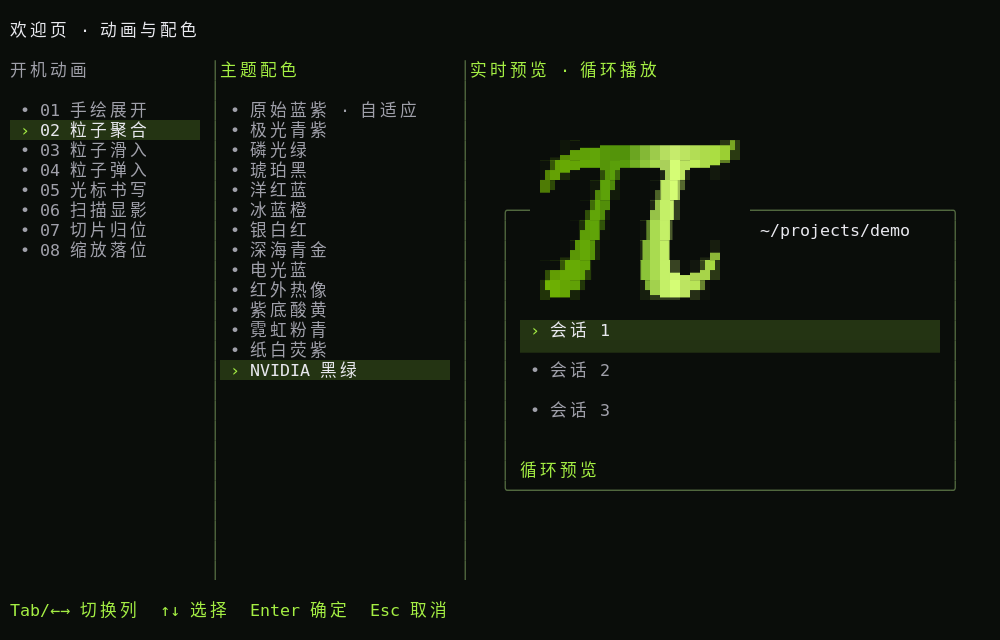 欢迎页 · 动画与配色
开机动画
• 01 手绘展开
› 02 粒子聚合
• 03 粒子滑入
• 04 粒子弹入
• 05 光标书写
• 06 扫描显影
• 07 切片归位
• 08 缩放落位
主题配色
• 原始蓝紫 · 自适应
• 极光青紫
• 磷光绿
• 琥珀黑
• 洋红蓝
• 冰蓝橙
• 银白红
• 深海青金
• 电光蓝
• 红外热像
• 紫底酸黄
• 霓虹粉青
• 纸白荧紫
› NVIDIA 黑绿
实时预览 · 循环播放
π
~/projects/demo
› 会话 1
• 会话 2
• 会话 3
循环预览
Tab/←→ 切换列  ↑↓ 选择  Enter 确定  Esc 取消